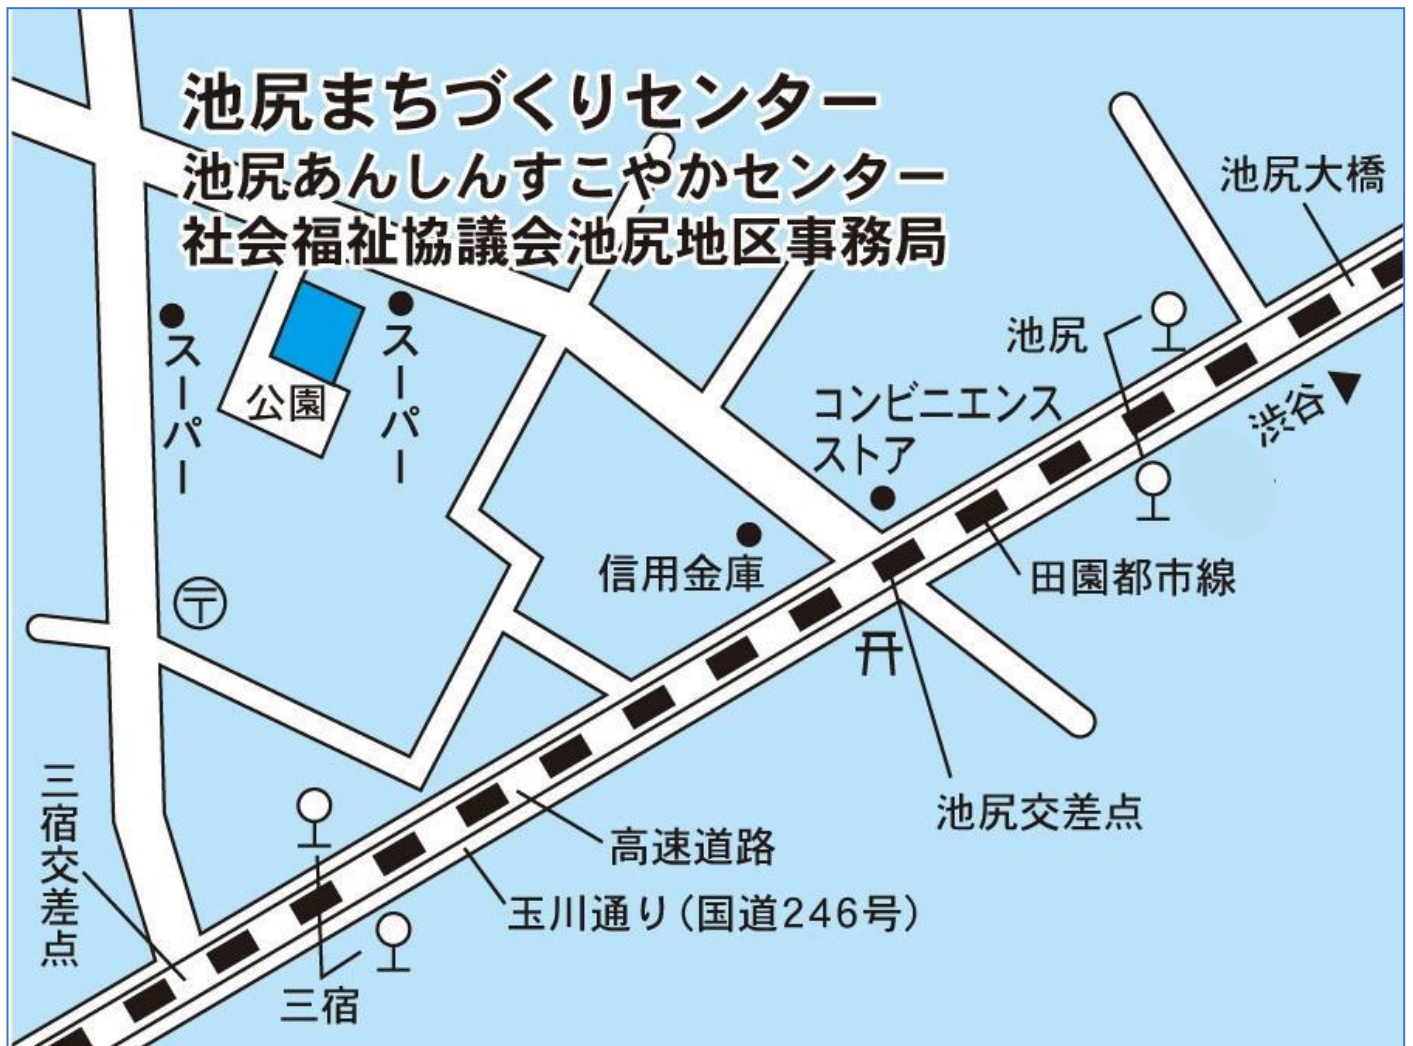 池尻まちづくりセンター
池尻あんしんすこやかセンター
社会福祉協議会池尻地区事務局
池尻大橋
スーパー
スーパー
公園
池尻
コンビニエンス
ストア
渋谷
信用金庫
田園都市線
〒
三宿交差点
池尻交差点
高速道路
玉川通り(国道246号)
三宿